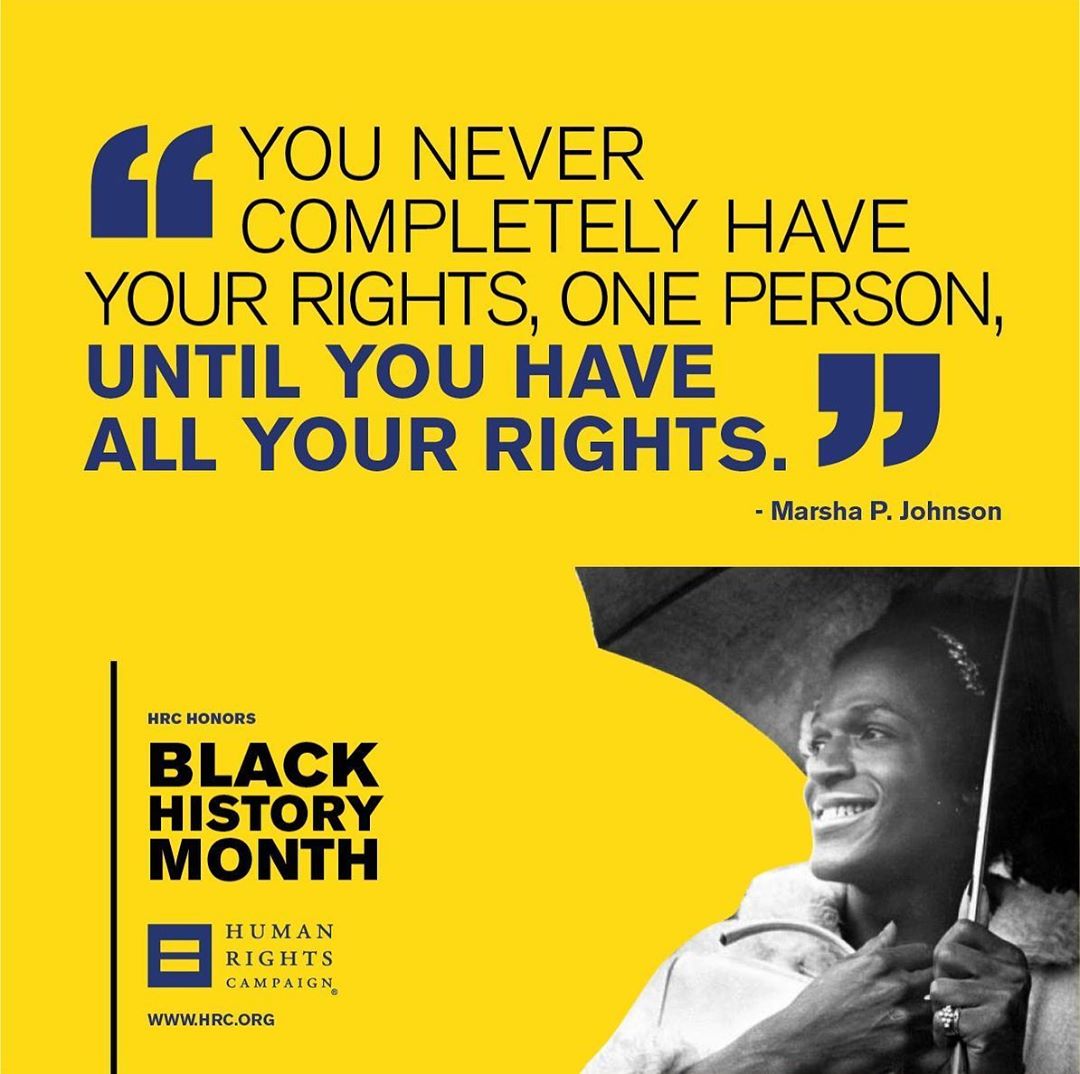 “ YOU NEVER
COMPLETELY HAVE
YOUR RIGHTS, ONE PERSON,
UNTIL YOU HAVE
ALL YOUR RIGHTS. ”
- Marsha P. Johnson
HRC HONORS
BLACK
HISTORY
MONTH
HUMAN
RIGHTS
CAMPAIGN®
WWW.HRC.ORG